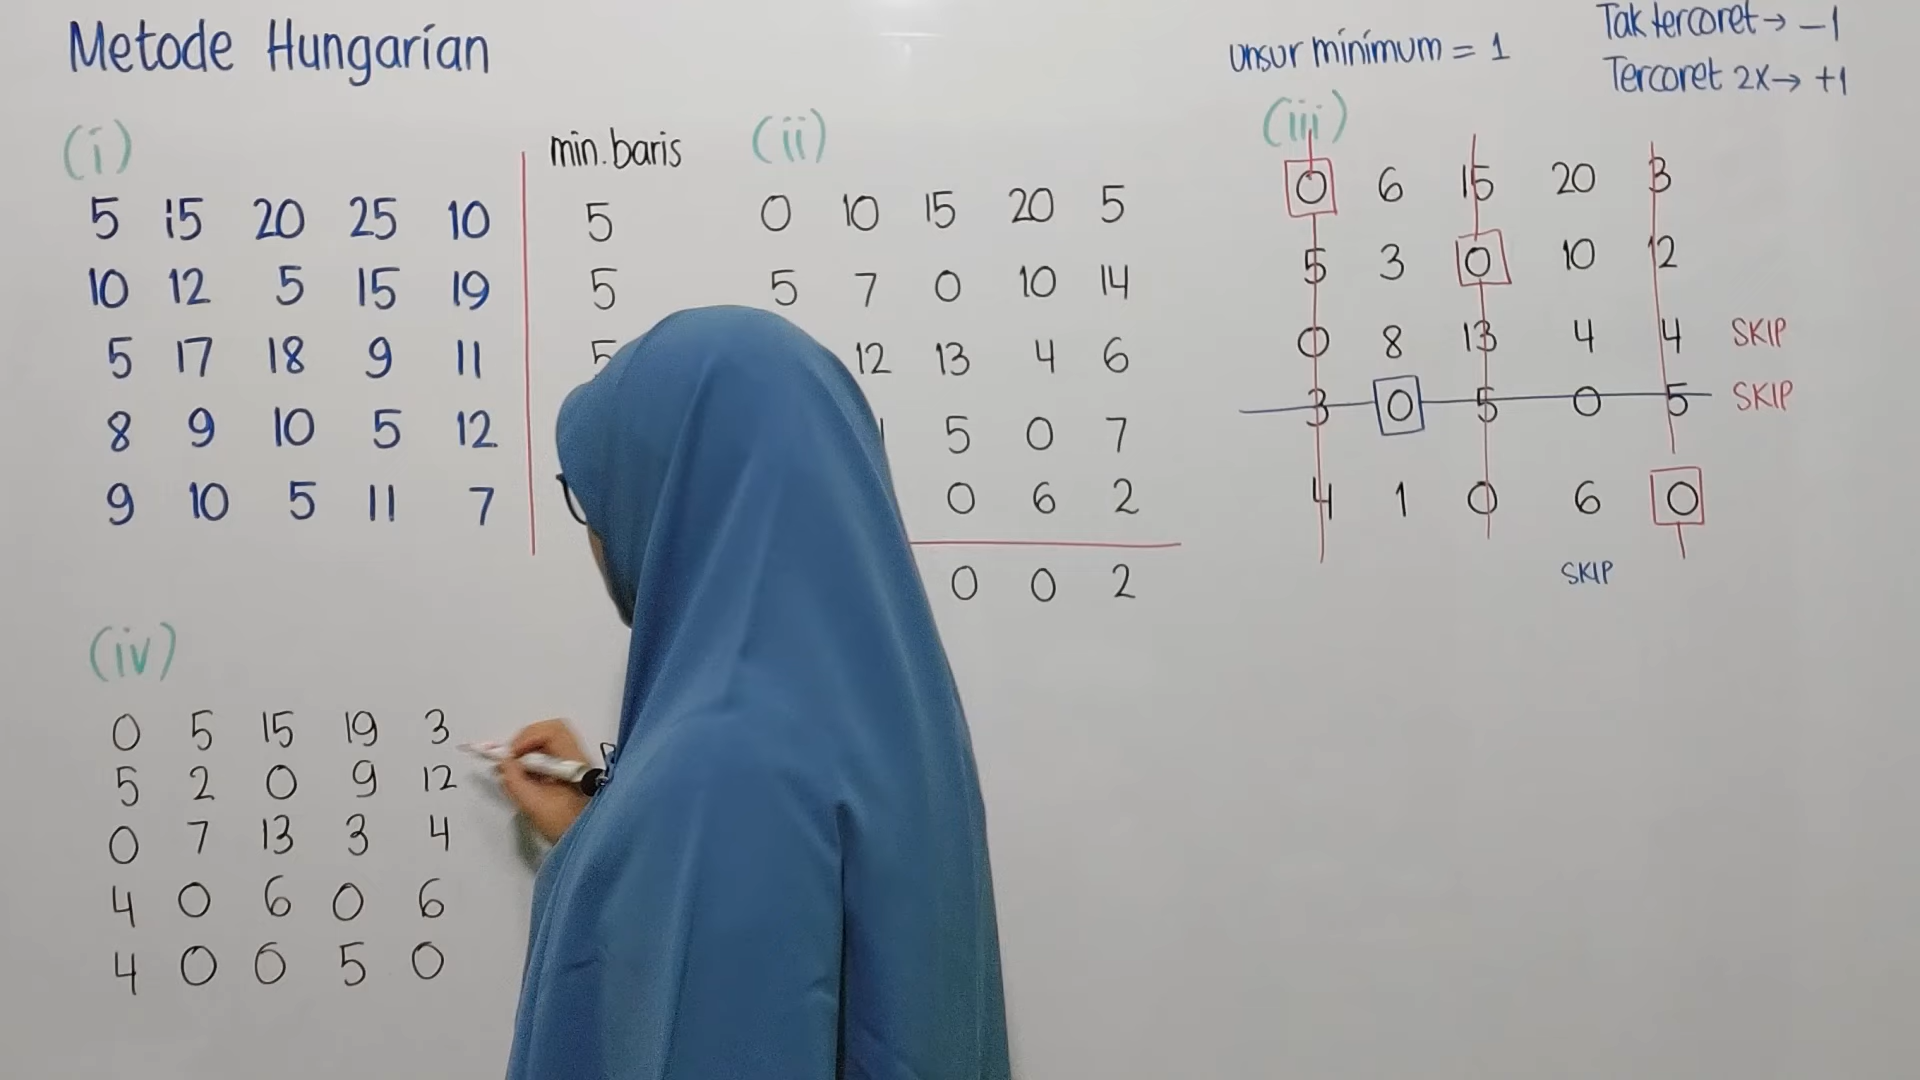 Metode Hungarian
(i)
min.baris
5 15 20 25 10 5
10 12 5 15 19 5
5 17 18 9 11 5
8 9 10 5 12
9 10 5 11 7
(ii)
0 10 15 20 5
5 7 0 10 14
12 13 4 6
5 0 7
0 6 2
0 0 2
unsur minimum = 1
Tak tercoret → -1
Tercoret 2x → +1
(iii)
0 6 15 20 3
5 3 0 10 12
0 8 13 4 4 SKIP
3 0 5 0 5 SKIP
4 1 0 6 0
SKIP
(iv)
0 5 15 19 3
5 2 0 9 12
0 7 13 3 4
4 0 6 0 6
4 0 0 5 0